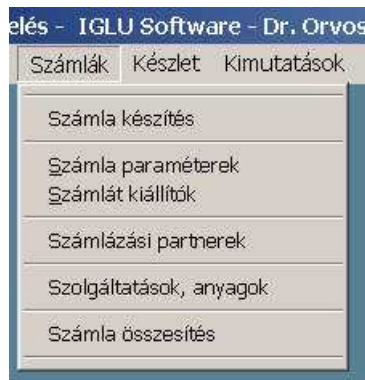 elés - IGLU Software - Dr. Orvos
Számlák Készlet Kimutatások
Számla készítés
Számla paraméterek
Számlát kiállítók
Számlázási partnerek
Szolgáltatások, anyagok
Számla összesítés